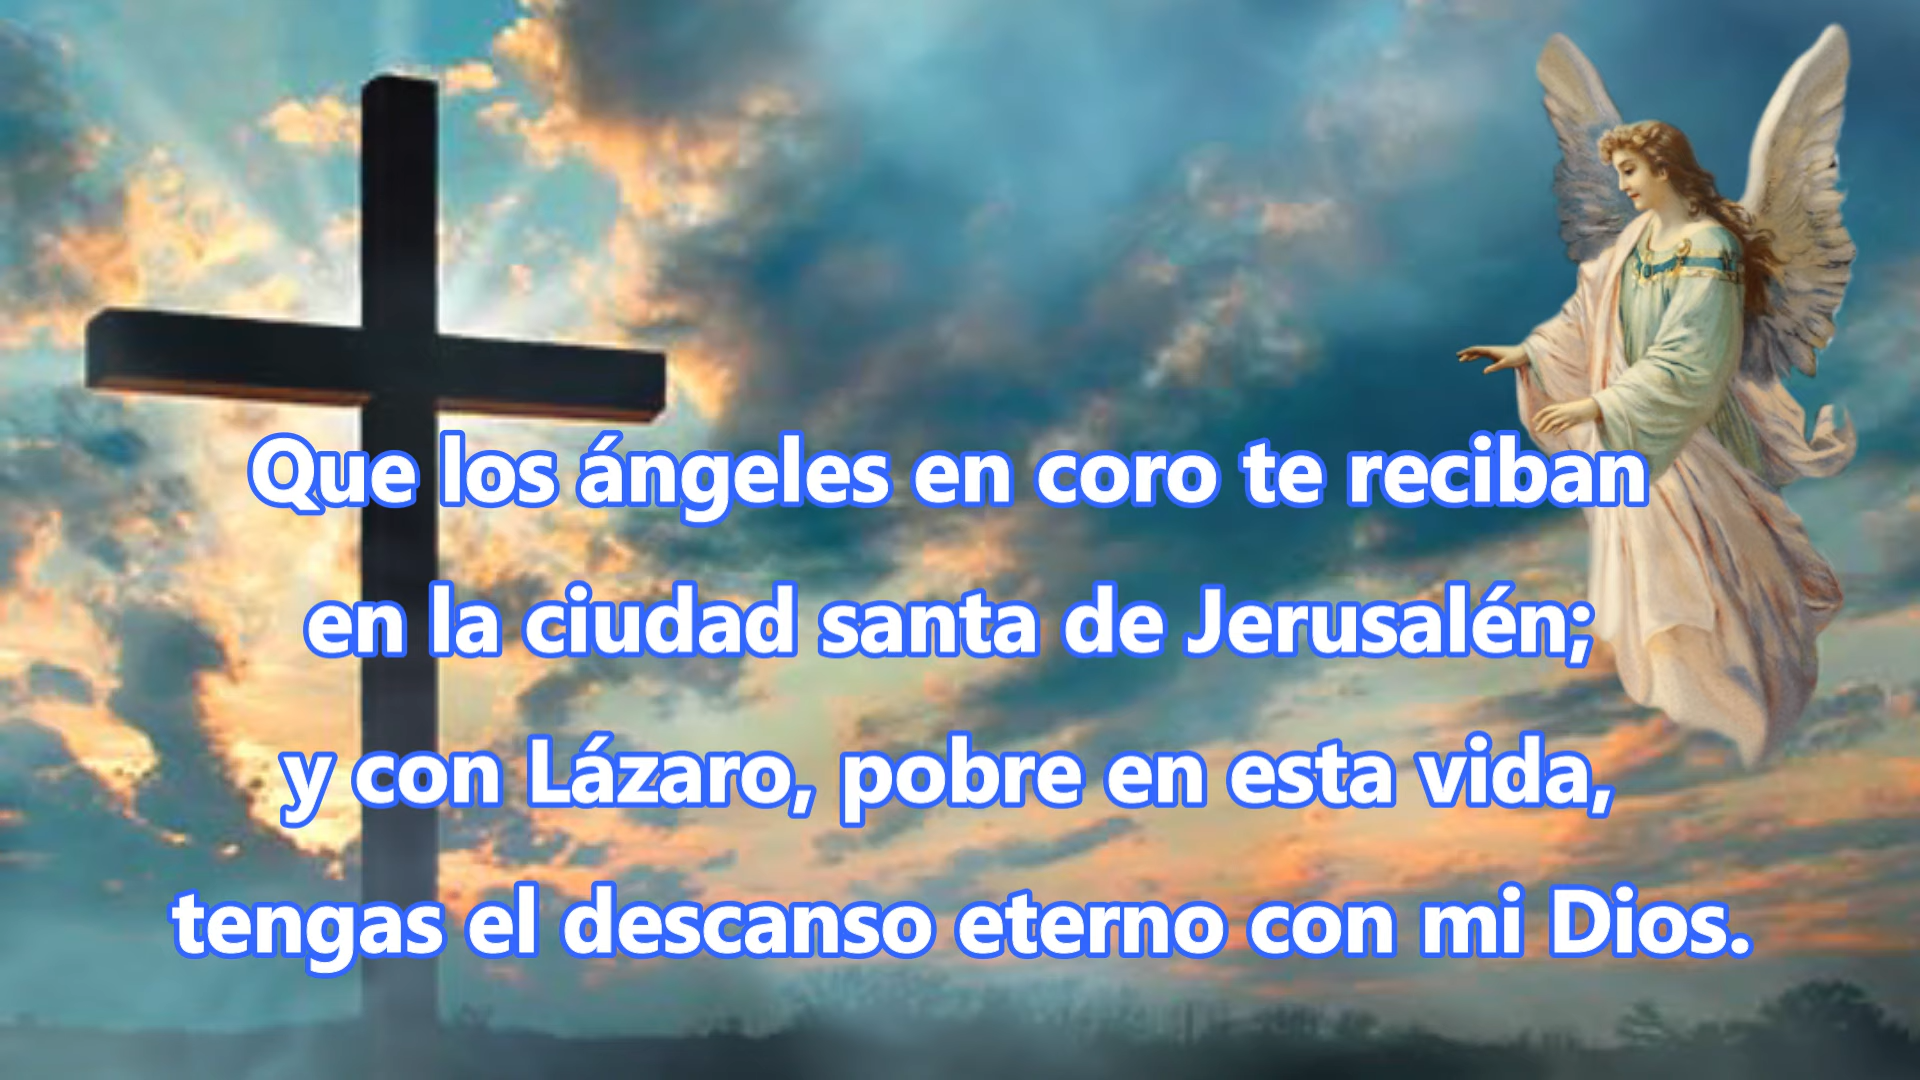 Que los ángeles en coro te reciban
en la ciudad santa de Jerusalén;
y con Lázaro, pobre en esta vida,
tengas el descanso eterno con mi Dios.